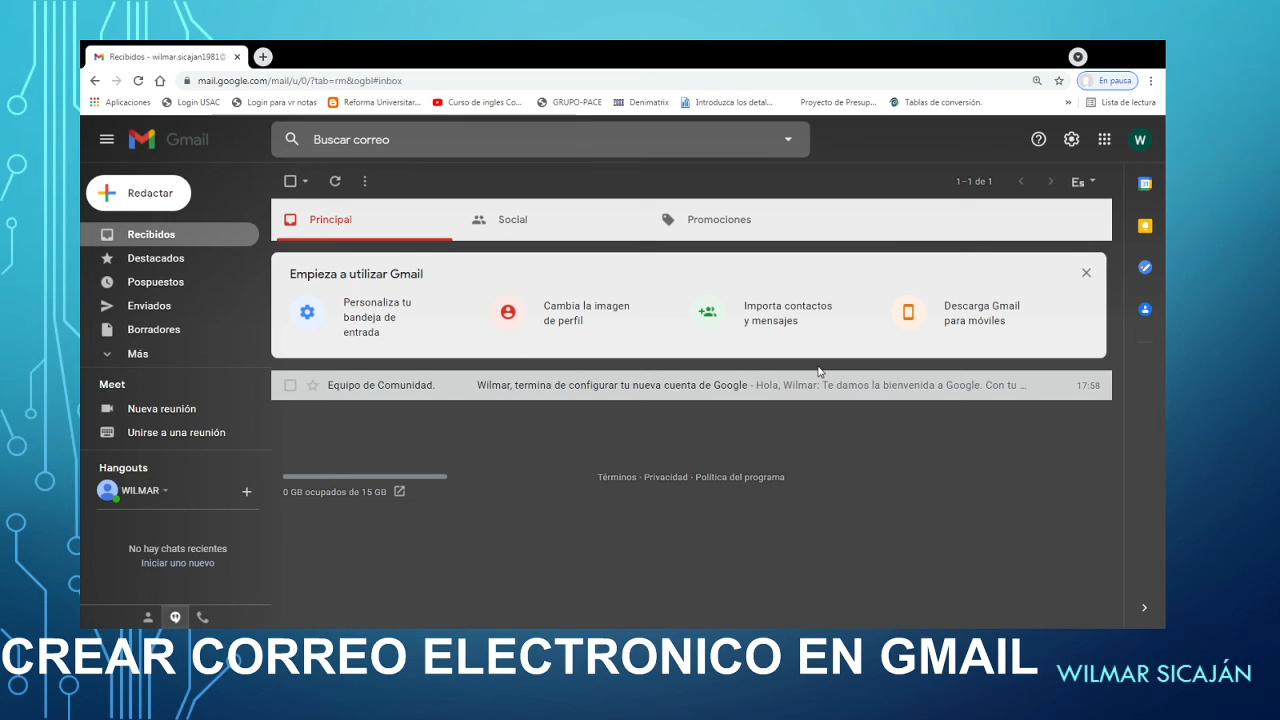 Recibidos - wilmar.sicajan1981@
mail.google.com/mail/u/0/?tab=rm&ogbl#inbox
En pausa
Aplicaciones
Login USAC
Login para vr notas
Reforma Universitar...
Curso de ingles Co...
GRUPO-PACE
Denimatrix
Introduzca los detal...
Proyecto de Presup...
Tablas de conversión.
»
Lista de lectura
Gmail
Buscar correo
W
Redactar
1–1 de 1
Es
Recibidos
Destacados
Pospuestos
Enviados
Borradores
Más
Principal
Social
Promociones
Empieza a utilizar Gmail
Personaliza tu
bandeja de
entrada
Cambia la imagen
de perfil
Importa contactos
y mensajes
Descarga Gmail
para móviles
Equipo de Comunidad.
Wilmar, termina de configurar tu nueva cuenta de Google - Hola, Wilmar: Te damos la bienvenida a Google. Con tu ...
17:58
Meet
Nueva reunión
Unirse a una reunión
Hangouts
WILMAR
No hay chats recientes
Iniciar uno nuevo
0 GB ocupados de 15 GB
Términos - Privacidad - Política del programa
31
CREAR CORREO ELECTRONICO EN GMAIL
WILMAR SICAJÁN